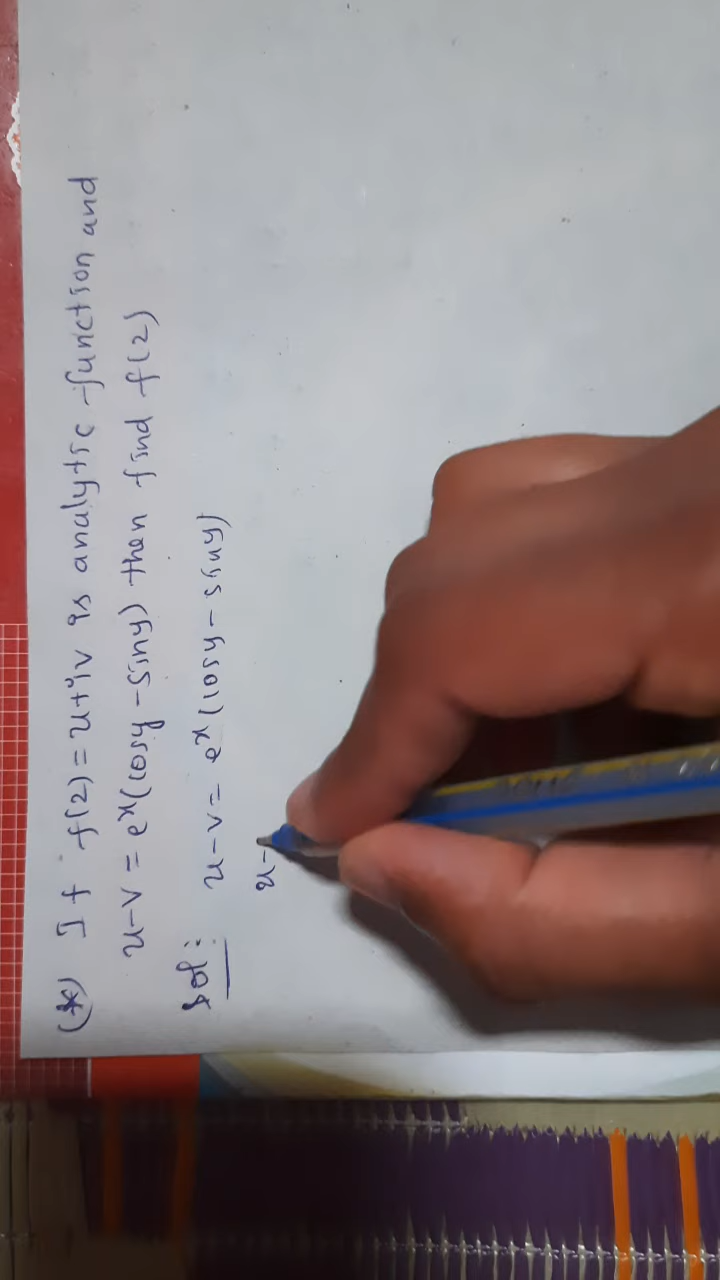 (*) If f(z) = u+iv is analytic function and
u-v = e^x (cosy - siny) then find f(z)
Sol: u-v = e^x (cosy - siny)
u-